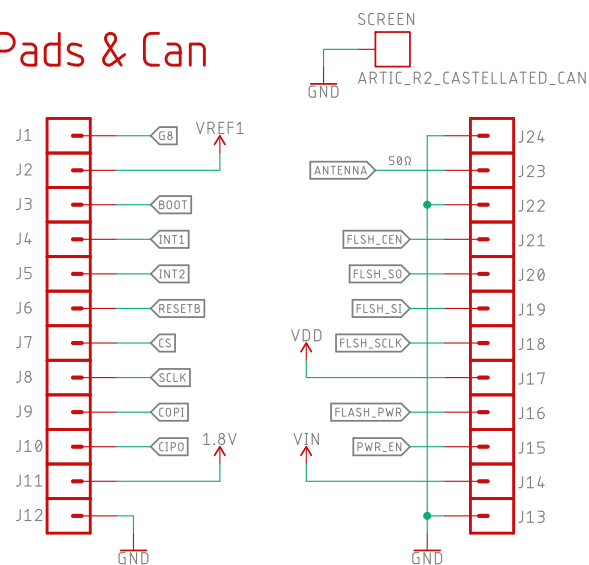 Pads & Can
SCREEN
GND
ARTIC_R2_CASTELLATED_CAN
J1
G8
VREF1
J2
J3
BOOT
J4
INT1
J5
INT2
J6
RESETB
J7
CS
J8
SCLK
J9
COPI
J10
CIPO
1.8V
J11
J12
GND
J24
ANTENNA
50Ω
J23
J22
FLSH_CEN
J21
FLSH_SO
J20
FLSH_SI
J19
VDD
FLSH_SCLK
J18
J17
FLASH_PWR
J16
VIN
PWR_EN
J15
J14
J13
GND